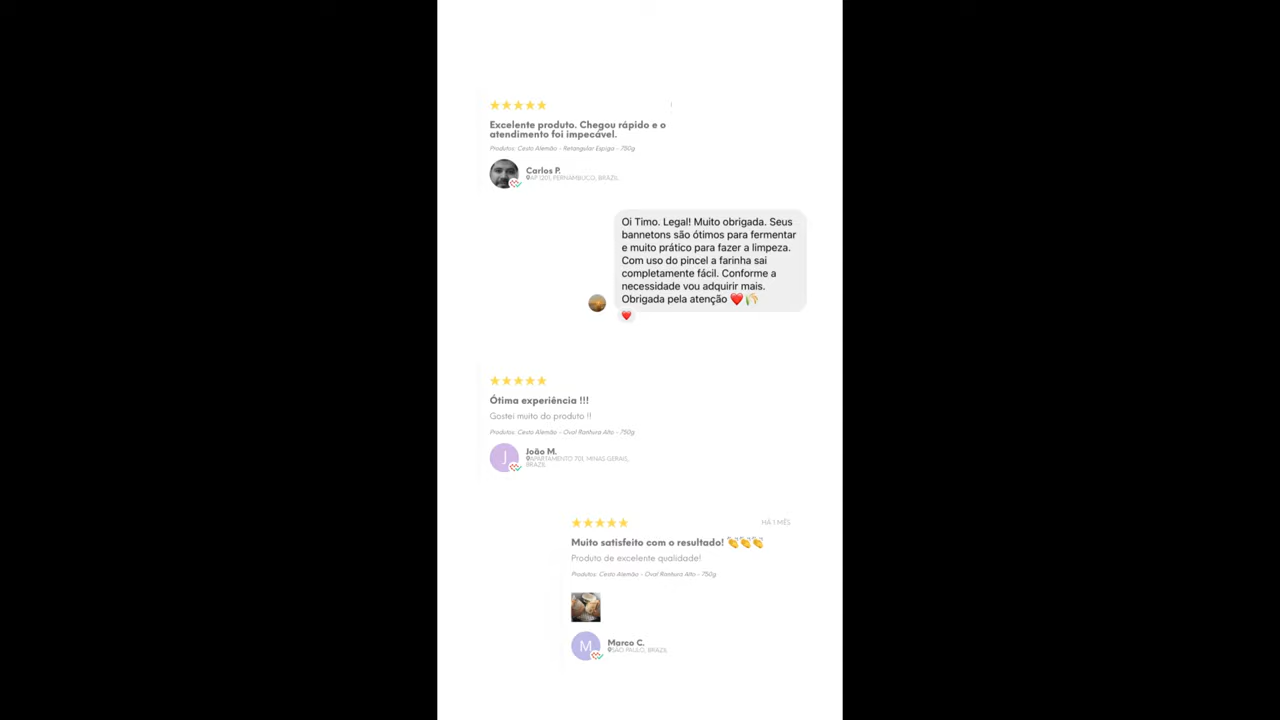 Excelente produto. Chegou rápido e o
atendimento foi impecável.
Produtos: Cesto Alemão - Retangular Espiga - 750g
Carlos P.
AP 1201, PERNAMBUCO, BRAZIL
Oi Timo. Legal! Muito obrigada. Seus
bannetons são ótimos para fermentar
e muito prático para fazer a limpeza.
Com uso do pincel a farinha sai
completamente fácil. Conforme a
necessidade vou adquirir mais.
Obrigada pela atenção ❤️🌾
❤️
Ótima experiência !!!
Gostei muito do produto !!
Produtos: Cesto Alemão - Oval Ranhura Alto - 750g
J
João M.
APARTAMENTO 701, MINAS GERAIS,
BRAZIL
HÁ 1 MÊS
Muito satisfeito com o resultado! 👏👏👏
Produto de excelente qualidade!
Produtos: Cesto Alemão - Oval Ranhura Alto - 750g
M
Marco C.
SÃO PAULO, BRAZIL